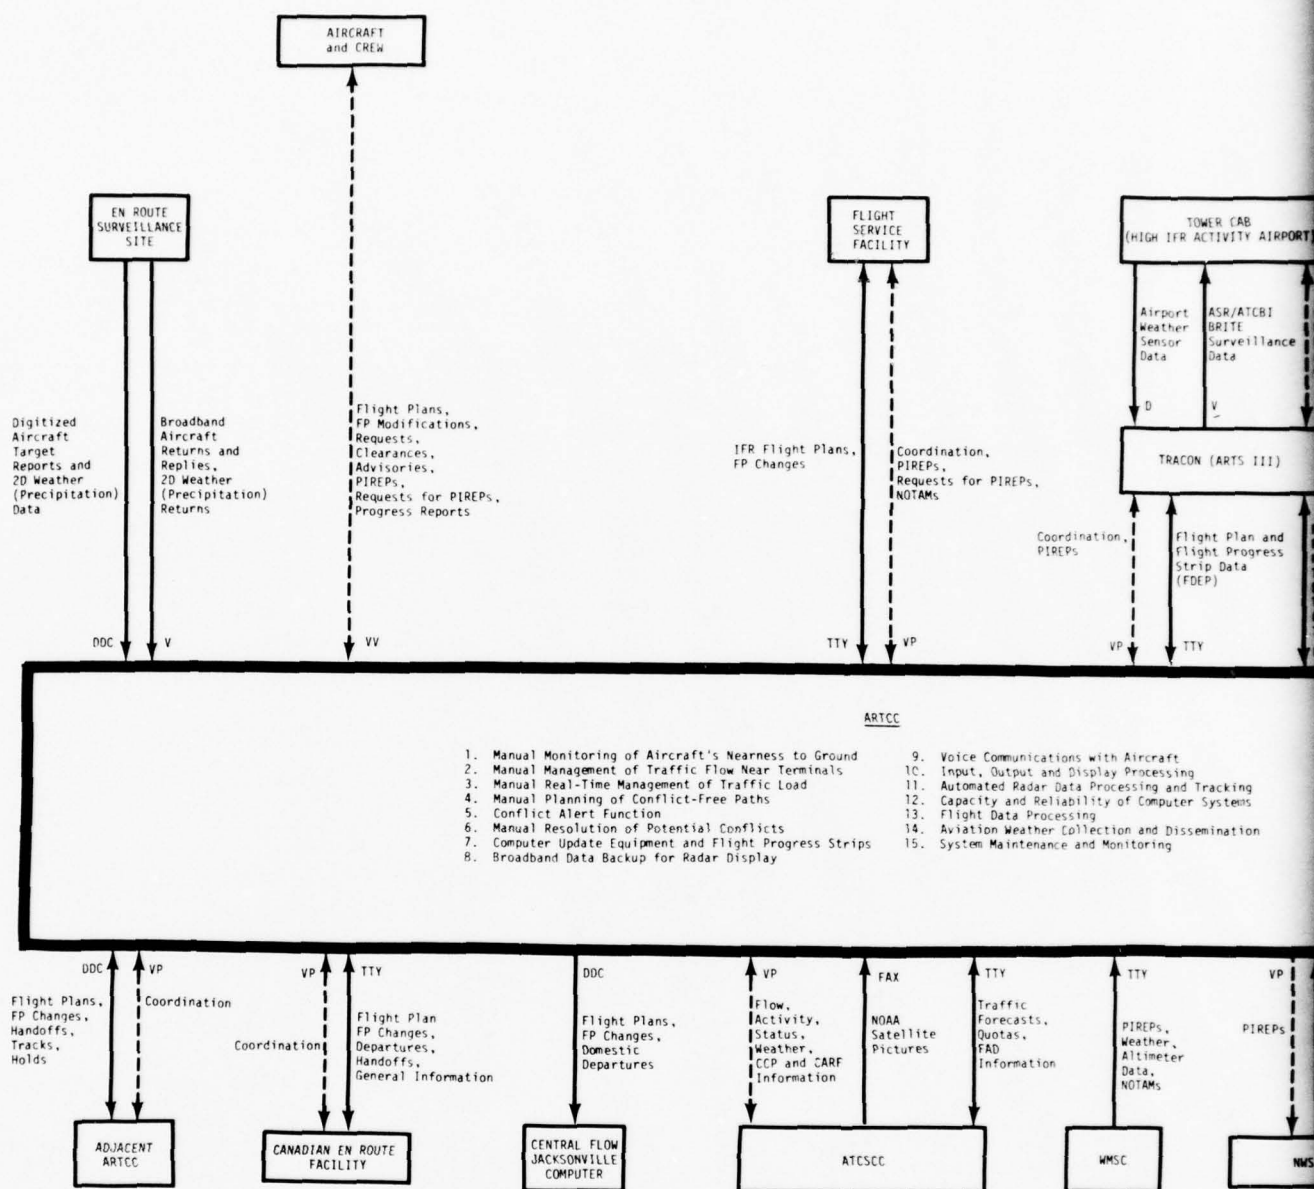 AIRCRAFT
and CREW
EN ROUTE
SURVEILLANCE
SITE
FLIGHT
SERVICE
FACILITY
TOWER CAB
(HIGH IFR ACTIVITY AIRPORT)
Digitized
Aircraft
Target
Reports and
2D Weather
(Precipitation)
Data
Broadband
Aircraft
Returns and
Replies,
2D Weather
(Precipitation)
Returns
Flight Plans,
FP Modifications,
Requests,
Clearances,
Advisories,
PIREPs,
Requests for PIREPs,
Progress Reports
IFR Flight Plans,
FP Changes
Coordination,
PIREPs,
Requests for PIREPs,
NOTAMs
Airport
Weather
Sensor
Data
ASR/ATCBI
BRITE
Surveillance
Data
D
V
TRACON (ARTS III)
Coordination,
PIREPs
Flight Plan and
Flight Progress
Strip Data
(FDEP)
DDC
V
VV
TTY
VP
VP
TTY
ARTCC
1. Manual Monitoring of Aircraft's Nearness to Ground
2. Manual Management of Traffic Flow Near Terminals
3. Manual Real-Time Management of Traffic Load
4. Manual Planning of Conflict-Free Paths
5. Conflict Alert Function
6. Manual Resolution of Potential Conflicts
7. Computer Update Equipment and Flight Progress Strips
8. Broadband Data Backup for Radar Display
9. Voice Communications with Aircraft
10. Input, Output and Display Processing
11. Automated Radar Data Processing and Tracking
12. Capacity and Reliability of Computer Systems
13. Flight Data Processing
14. Aviation Weather Collection and Dissemination
15. System Maintenance and Monitoring
DDC
VP
VP
TTY
DDC
VP
FAX
TTY
TTY
VP
Flight Plans,
FP Changes,
Handoffs,
Tracks,
Holds
Coordination
Coordination
Flight Plan
FP Changes,
Departures,
Handoffs,
General Information
Flight Plans,
FP Changes,
Domestic
Departures
Flow,
Activity,
Status,
Weather,
CCP and CARF
Information
NOAA
Satellite
Pictures
Traffic
Forecasts,
Quotas,
FAD
Information
PIREPs,
Weather,
Altimeter
Data,
NOTAMs
PIREPs
ADJACENT
ARTCC
CANADIAN EN ROUTE
FACILITY
CENTRAL FLOW
JACKSONVILLE
COMPUTER
ATCSCC
WMSC
NWS